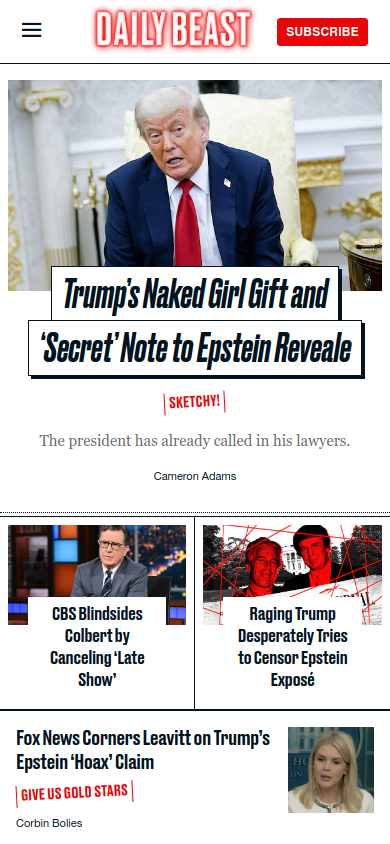 DAILY BEAST
SUBSCRIBE
Trump's Naked Girl Gift and
'Secret' Note to Epstein Reveale
SKETCHY!
The president has already called in his lawyers.
Cameron Adams
CBS Blindsides
Colbert by
Canceling 'Late
Show'
Raging Trump
Desperately Tries
to Censor Epstein
Exposé
Fox News Corners Leavitt on Trump's
Epstein 'Hoax' Claim
GIVE US GOLD STARS
Corbin Bolies